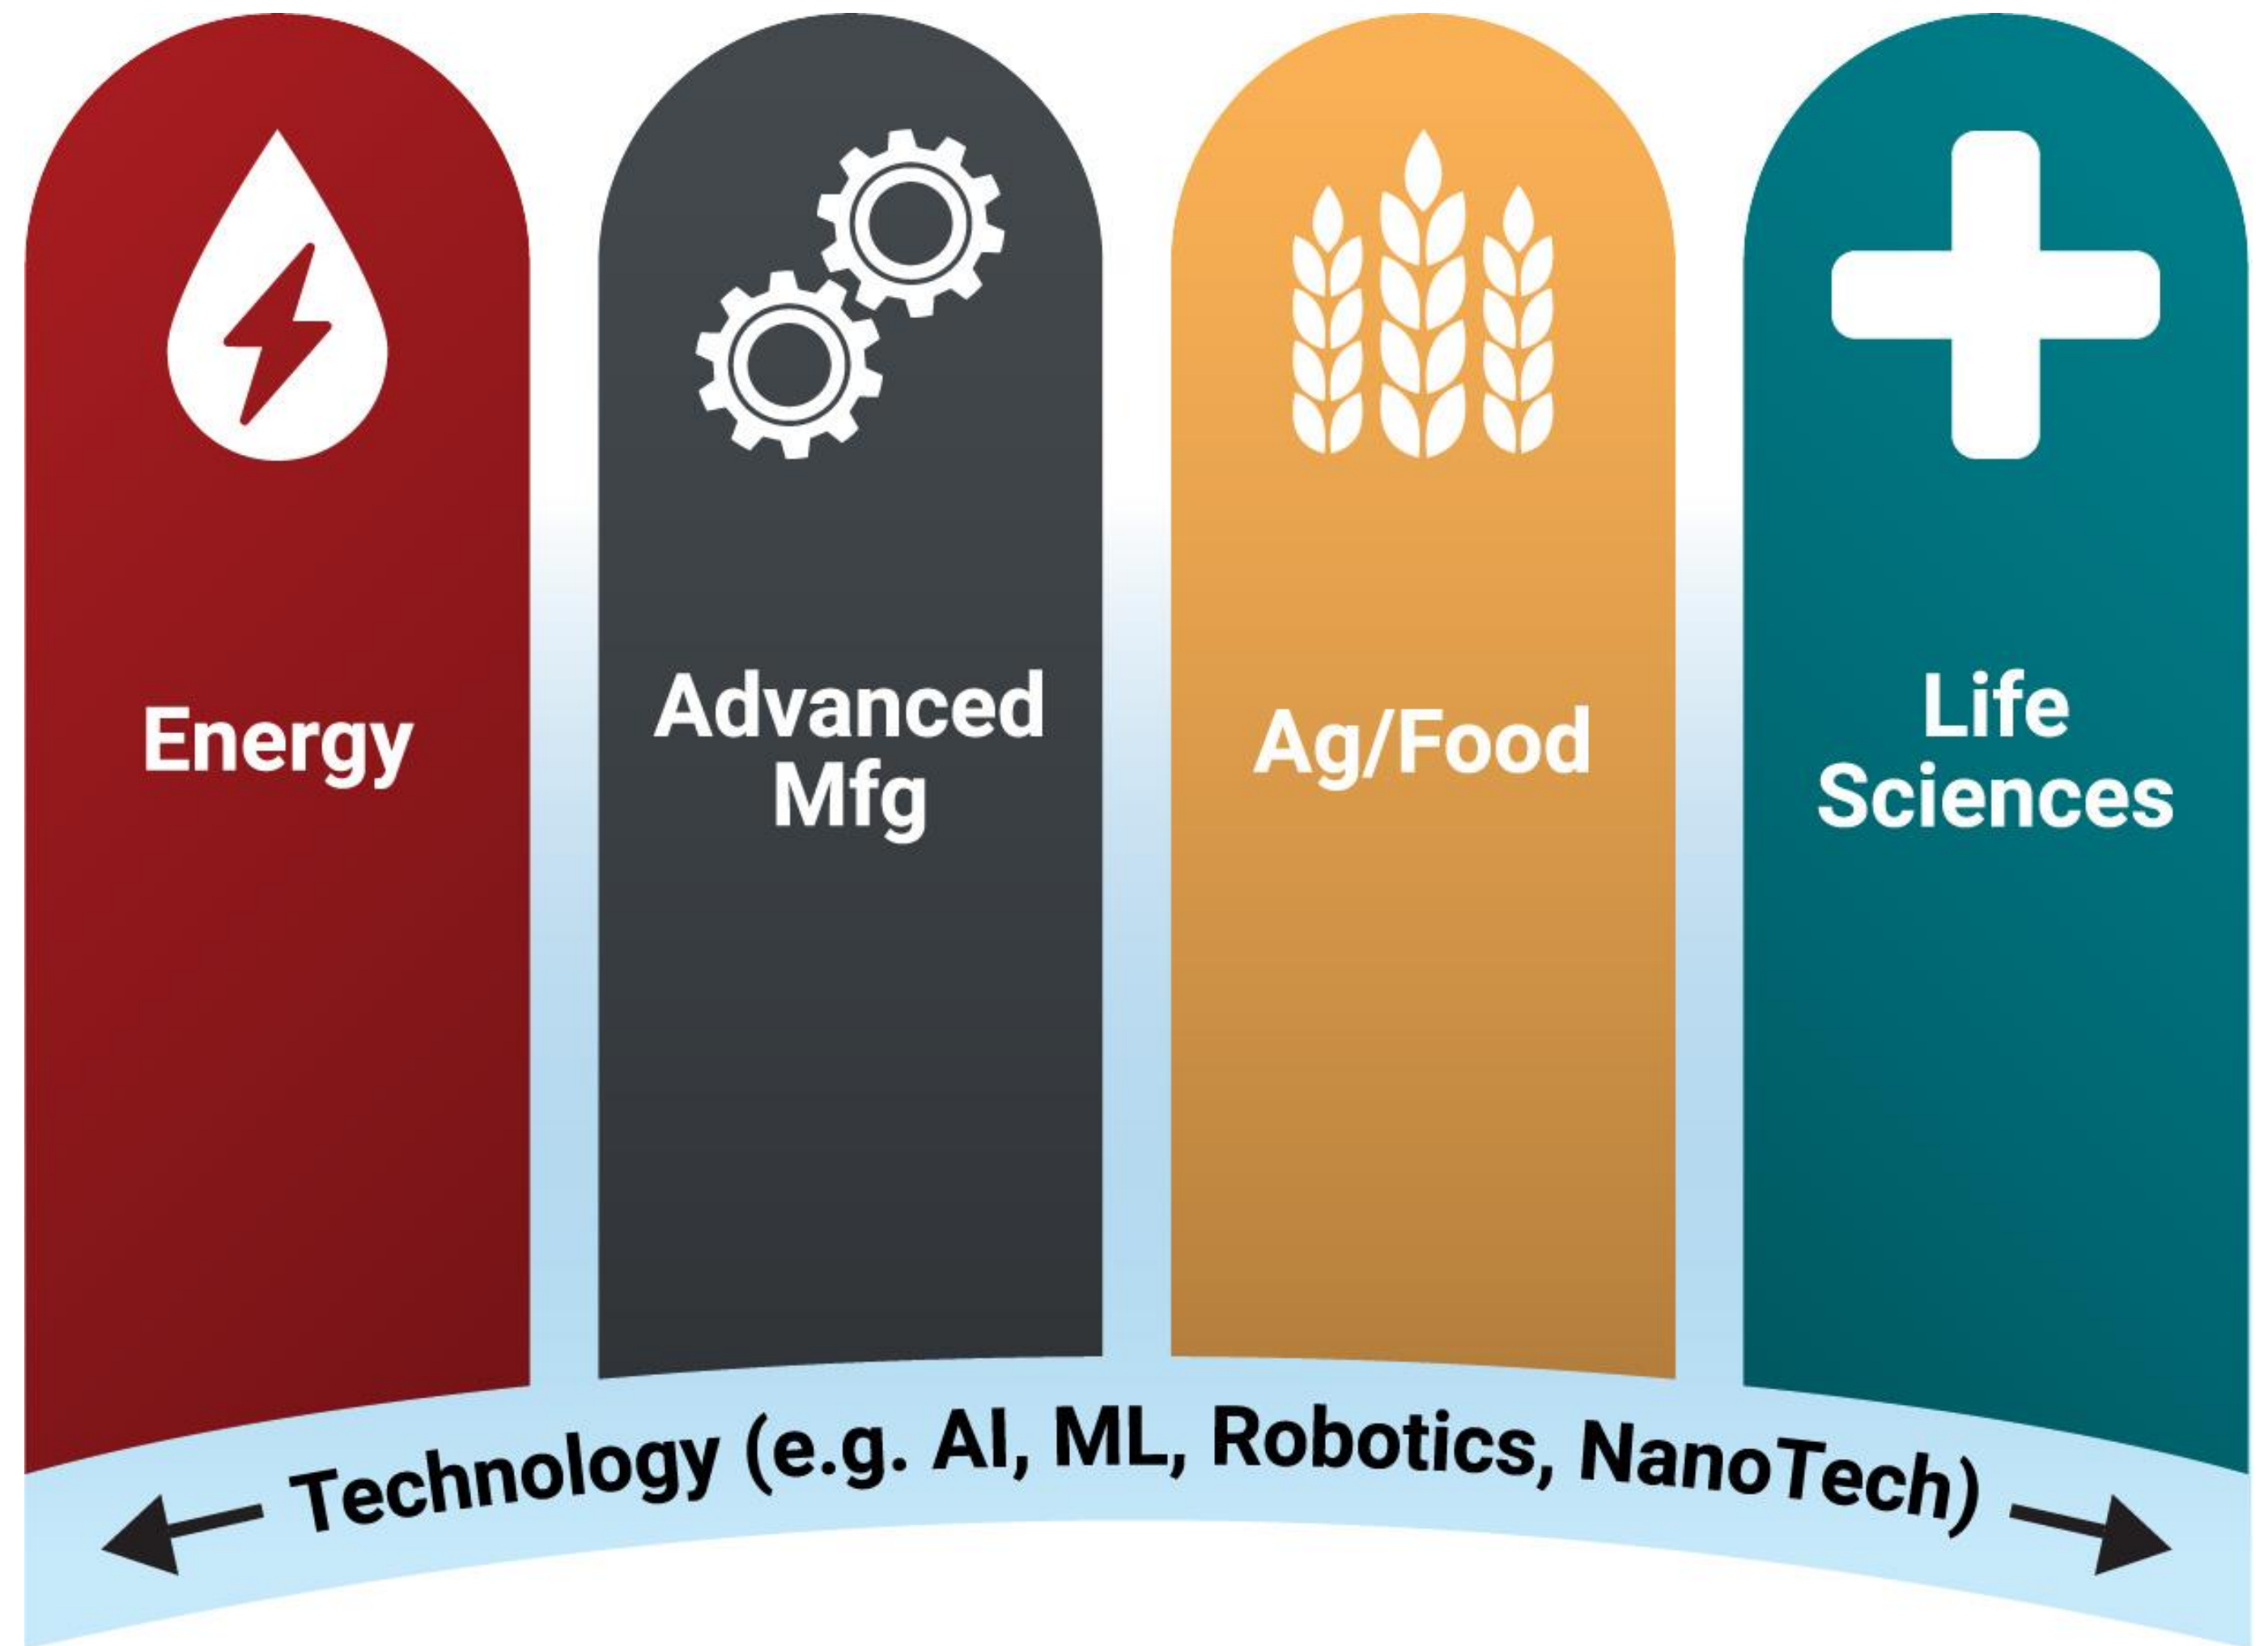 Energy
Advanced
Mfg
Ag/Food
Life
Sciences
Technology (e.g. AI, ML, Robotics, NanoTech)